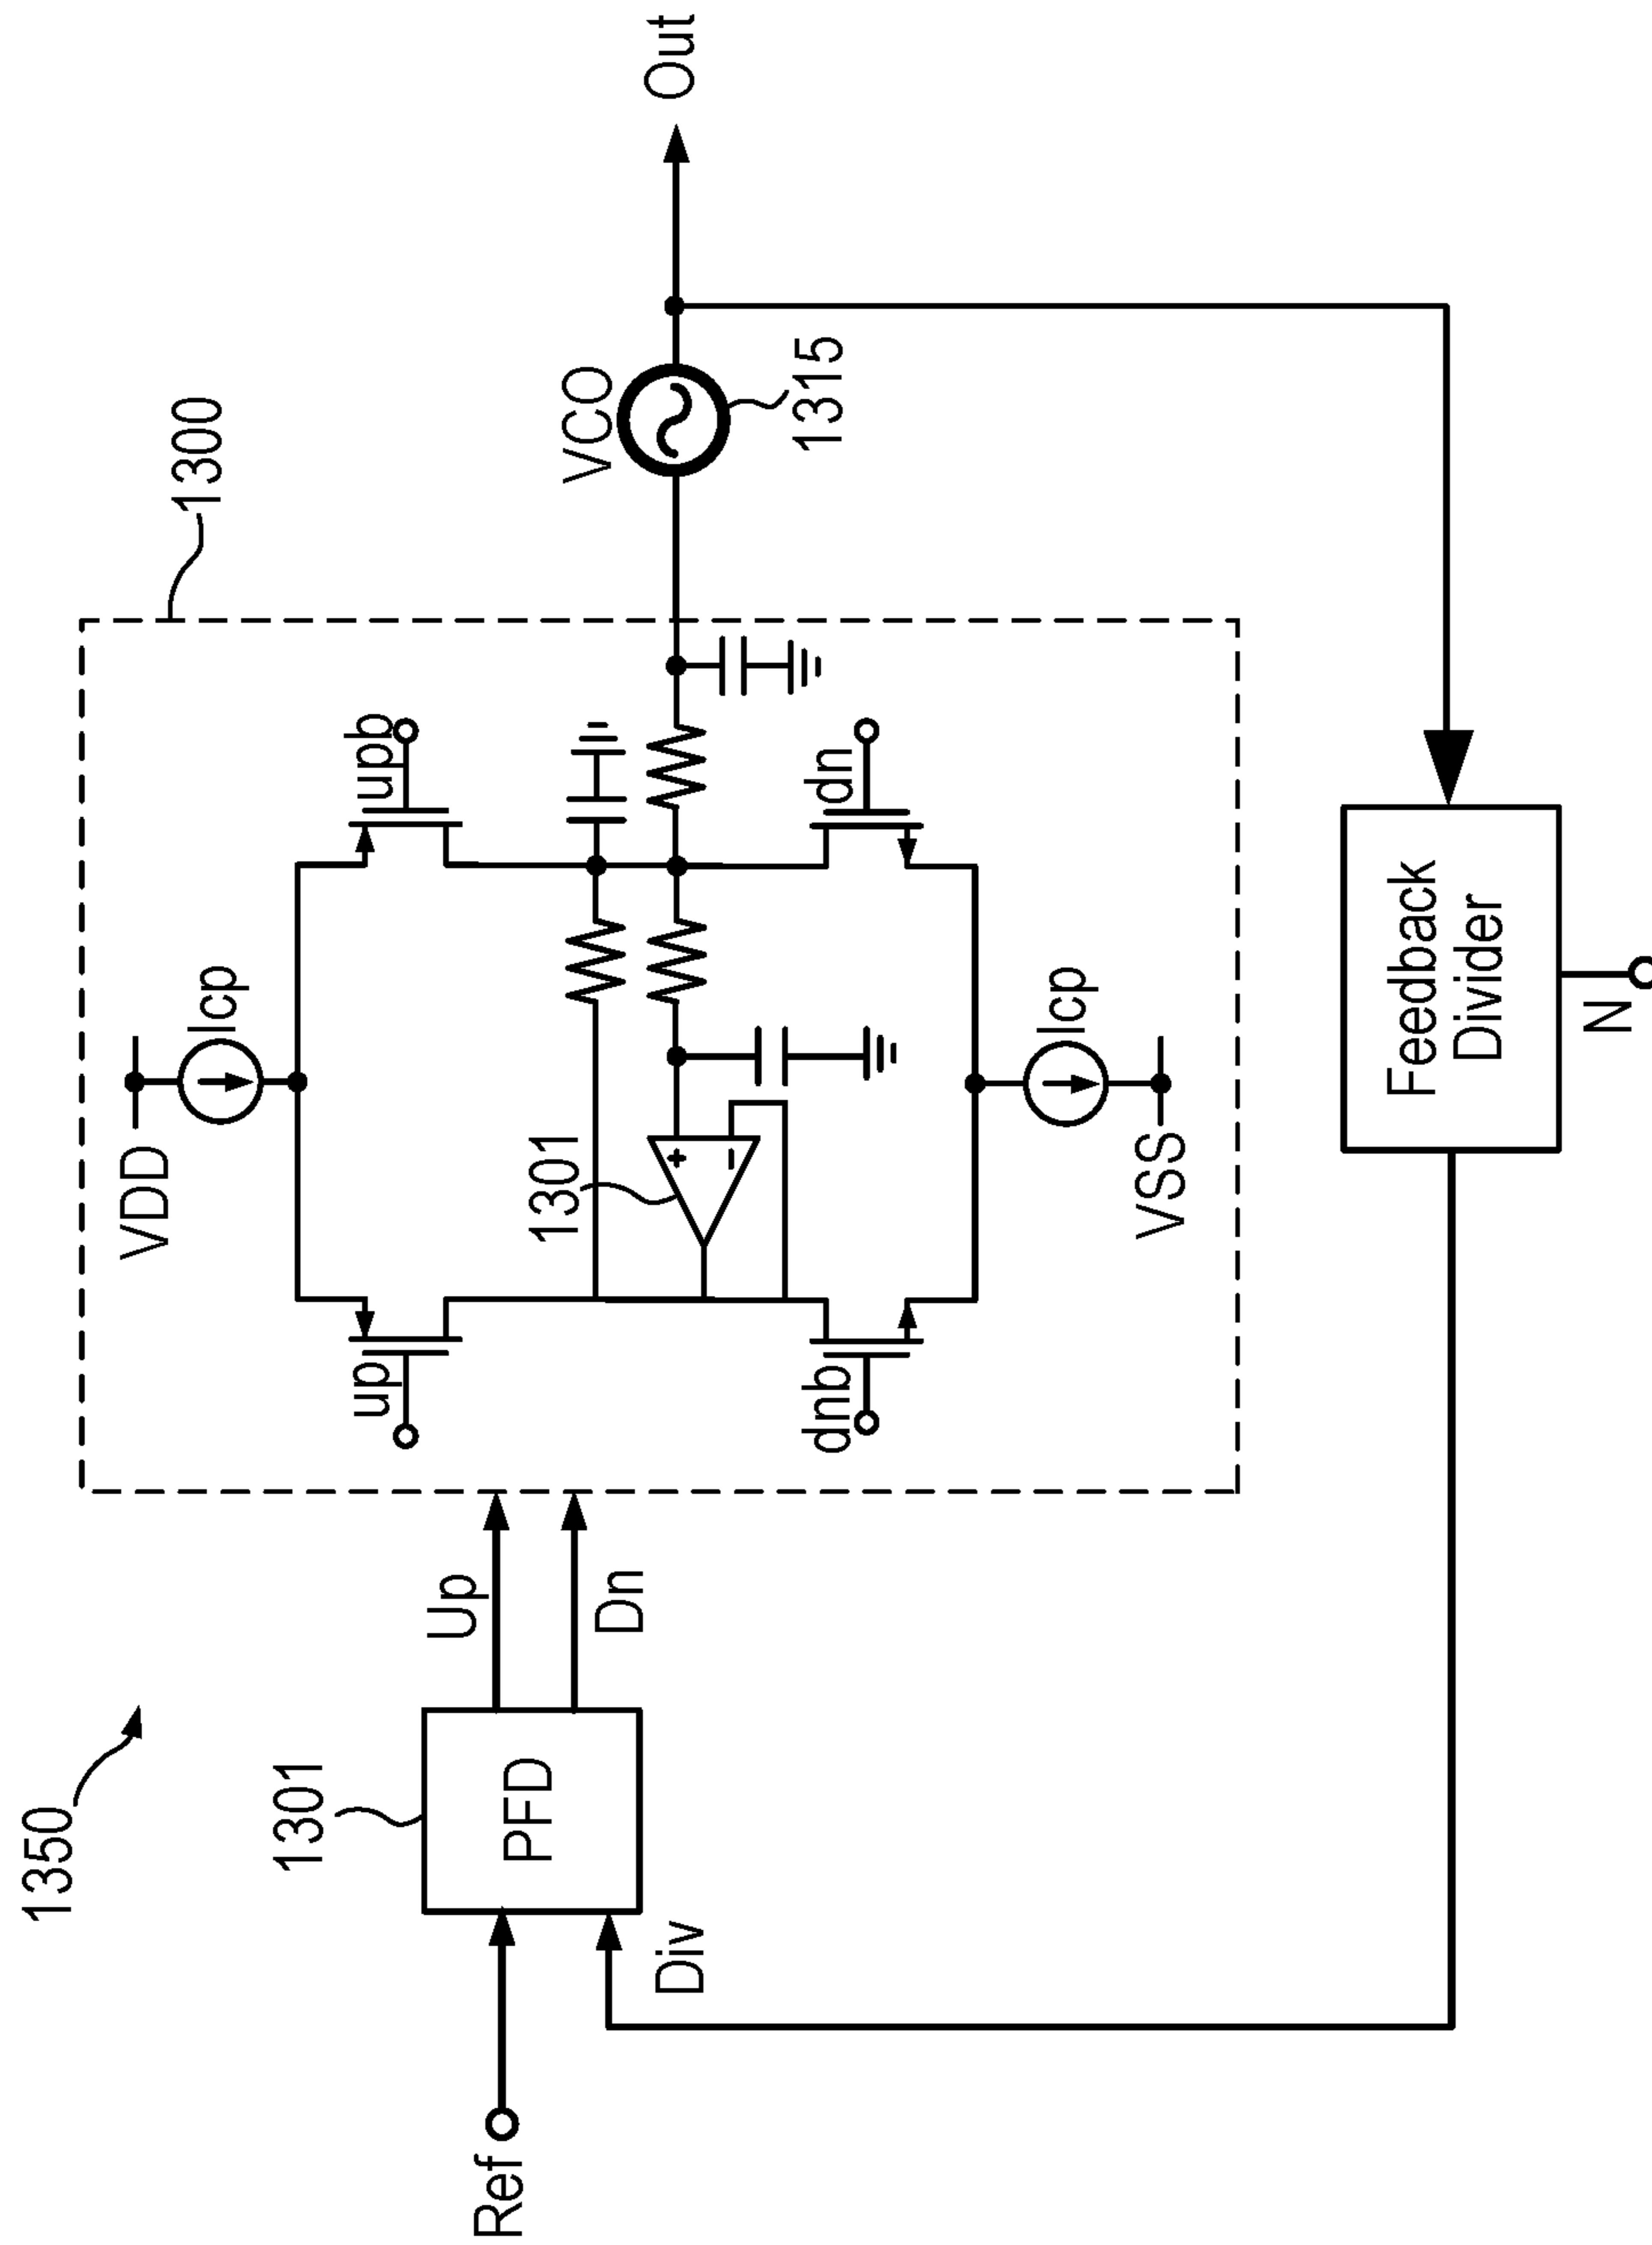 1350
1300
VDD
Icp
up
upb
1301
VCO
1315
Out
Ref
1301
PFD
Up
Dn
Div
+
-
dnb
dn
Icp
VSS
Feedback
Divider
N